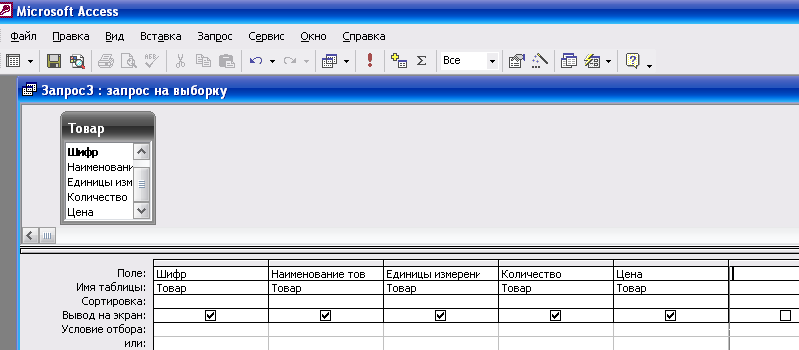 Microsoft Access
Файл Правка Вид Вставка Запрос Сервис Окно Справка
Все
Запрос3 : запрос на выборку
Товар
Шифр
Наименовани
Единицы изм
Количество
Цена
Поле: Шифр Наименование тов Единицы измерени Количество Цена
Имя таблицы: Товар Товар Товар Товар Товар
Сортировка:
Вывод на экран:
Условие отбора:
или: